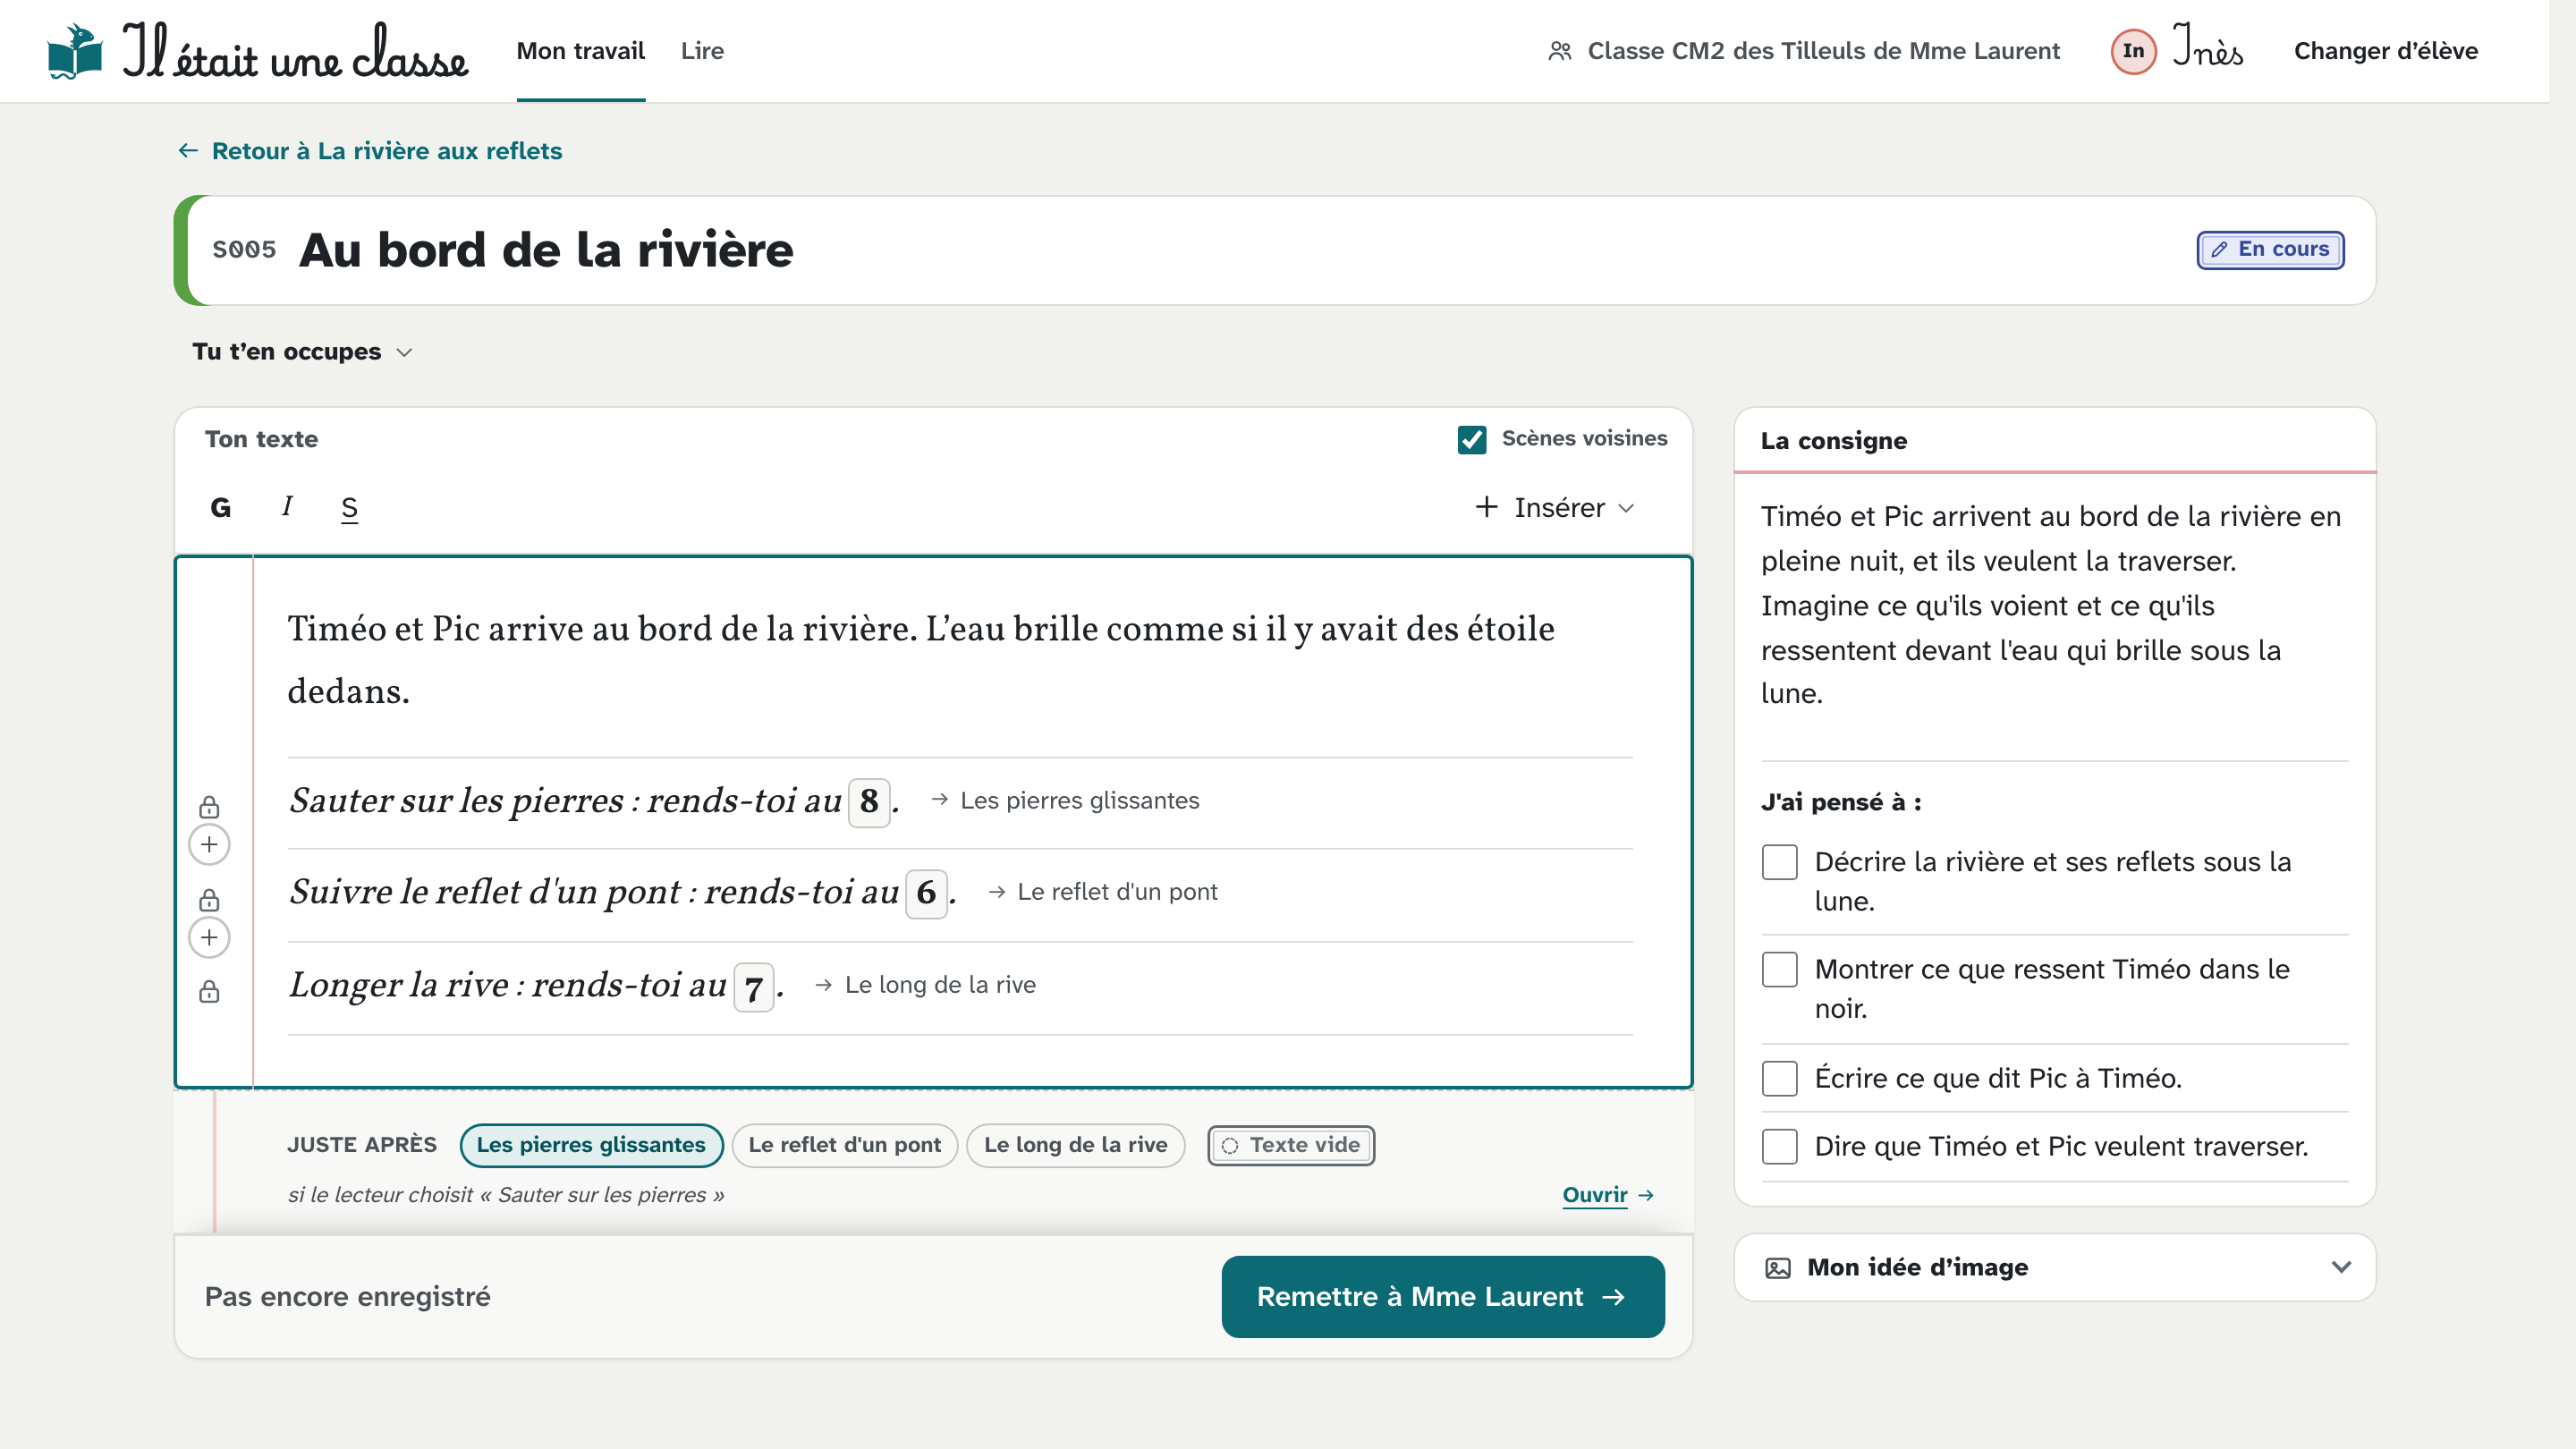 Il était une classe
Mon travail
Lire
Classe CM2 des Tilleuls de Mme Laurent
In
Inès
Changer d’élève
← Retour à La rivière aux reflets
S005 Au bord de la rivière
En cours
Tu t’en occupes
Ton texte
Scènes voisines
G I S
+ Insérer
Timéo et Pic arrive au bord de la rivière. L’eau brille comme si il y avait des étoile
dedans.
Sauter sur les pierres : rends-toi au 8. → Les pierres glissantes
Suivre le reflet d'un pont : rends-toi au 6. → Le reflet d'un pont
Longer la rive : rends-toi au 7. → Le long de la rive
JUSTE APRÈS Les pierres glissantes Le reflet d'un pont Le long de la rive Texte vide
si le lecteur choisit « Sauter sur les pierres »
Ouvrir →
Pas encore enregistré
Remettre à Mme Laurent →
La consigne
Timéo et Pic arrivent au bord de la rivière en
pleine nuit, et ils veulent la traverser.
Imagine ce qu'ils voient et ce qu'ils
ressentent devant l'eau qui brille sous la
lune.
J'ai pensé à :
Décrire la rivière et ses reflets sous la
lune.
Montrer ce que ressent Timéo dans le
noir.
Écrire ce que dit Pic à Timéo.
Dire que Timéo et Pic veulent traverser.
Mon idée d’image